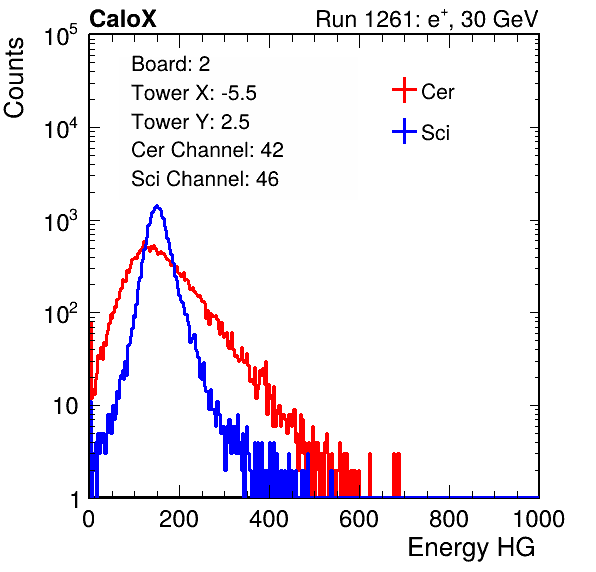 CaloX Run 1261: e⁺, 30 GeV
Counts
10⁵
10⁴
10³
10²
10
1
Board: 2
Tower X: -5.5
Tower Y: 2.5
Cer Channel: 42
Sci Channel: 46
Cer
Sci
0 200 400 600 800 1000
Energy HG